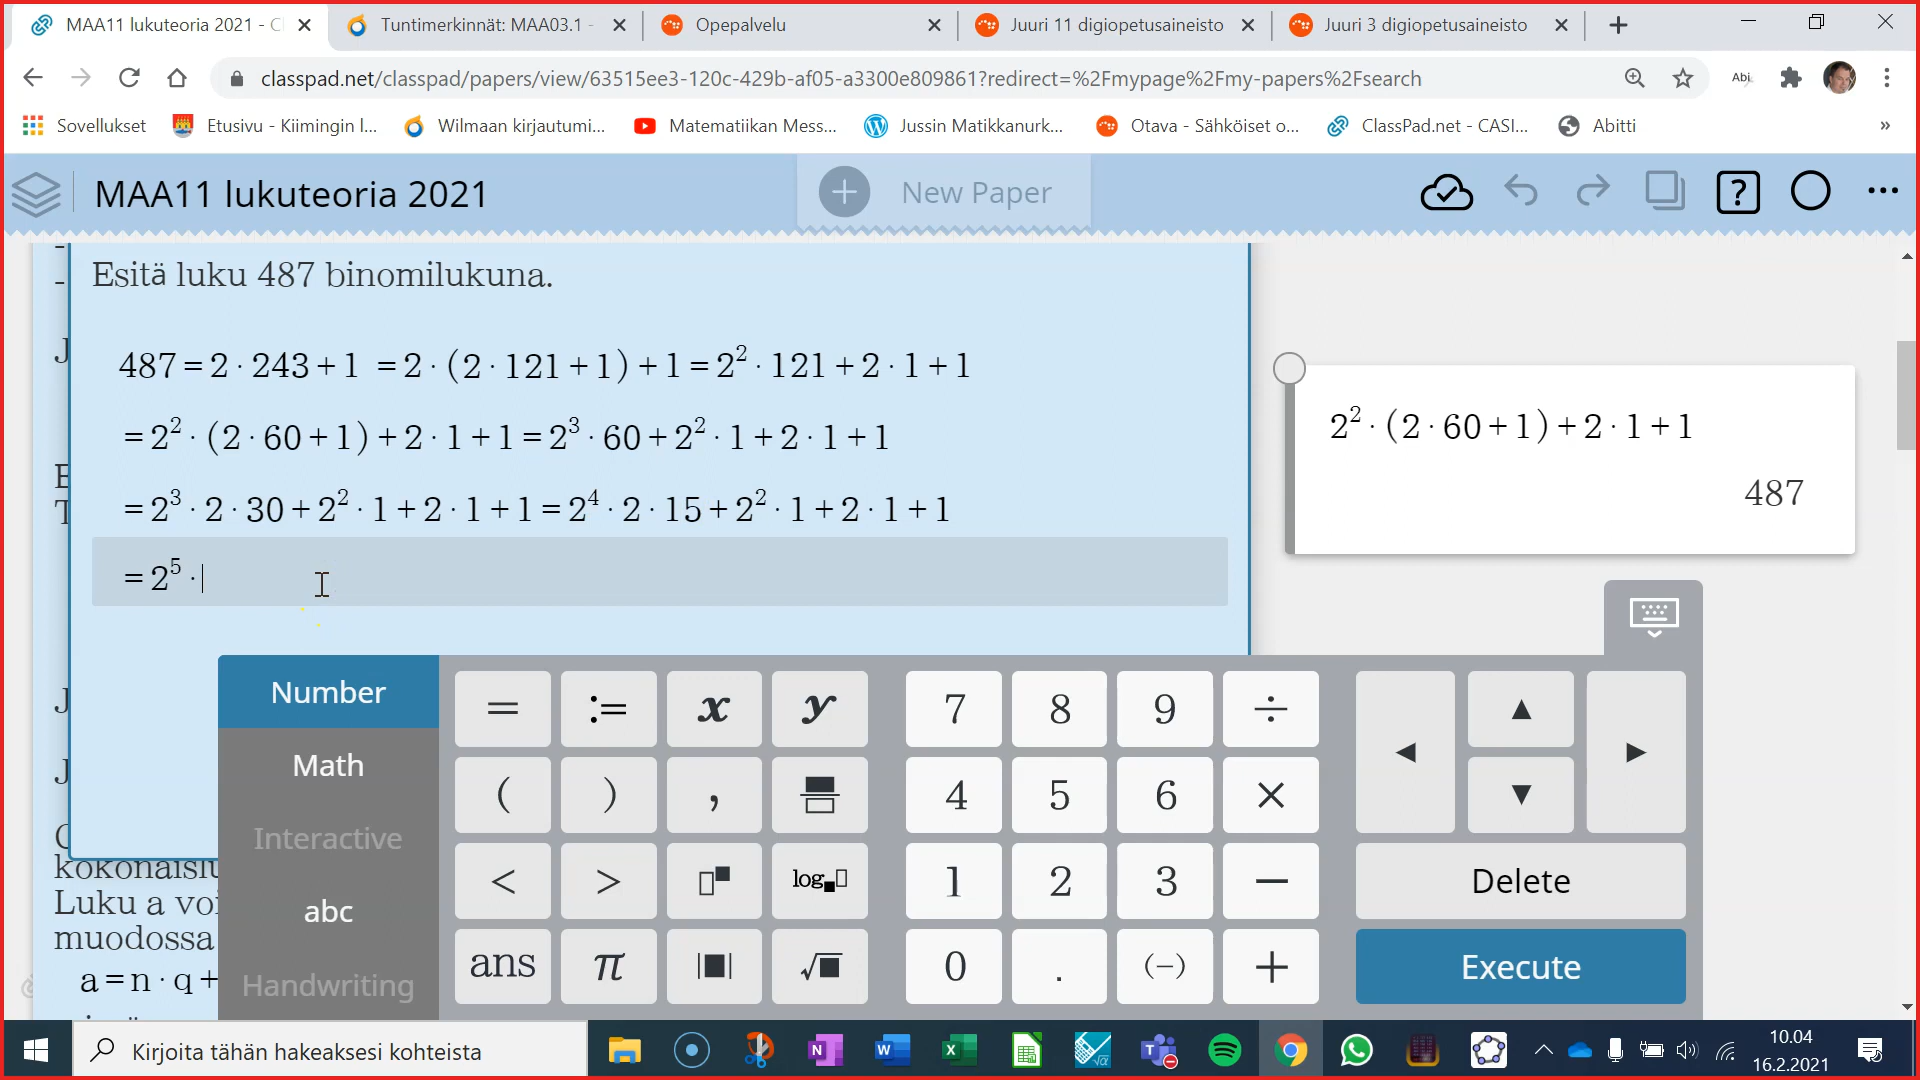 MAA11 lukuteoria 2021 - C
Tuntimerkinnät: MAA03.1 -
Opepalvelu
Juuri 11 digiopetusaineisto
Juuri 3 digiopetusaineisto
classpad.net/classpad/papers/view/63515ee3-120c-429b-af05-a3300e809861?redirect=%2Fmypage%2Fmy-papers%2Fsearch
Abi
Sovellukset
Etusivu - Kiimingin l...
Wilmaan kirjautumi...
Matematiikan Mess...
Jussin Matikkanurk...
Otava - Sähköiset o...
ClassPad.net - CASI...
Abitti
»
MAA11 lukuteoria 2021
+ New Paper
?
...
Esitä luku 487 binomilukuna.
487 = 2 · 243 + 1 = 2 · (2 · 121 + 1) + 1 = 2² · 121 + 2 · 1 + 1
= 2² · (2 · 60 + 1) + 2 · 1 + 1 = 2³ · 60 + 2² · 1 + 2 · 1 + 1
= 2³ · 2 · 30 + 2² · 1 + 2 · 1 + 1 = 2⁴ · 2 · 15 + 2² · 1 + 2 · 1 + 1
= 2⁵ ·
2² · (2 · 60 + 1) + 2 · 1 + 1
487
J
E
T
J
J
kokonaislu
Luku a voi
muodossa
a = n · q +
Number
Math
Interactive
abc
Handwriting
= := x y 7 8 9 ÷
( ) , 4 5 6 ×
< > log 1 2 3 −
ans π |■| √■ 0 . (−) +
◀ ▲ ▼ ▶
Delete
Execute
Kirjoita tähän hakeaksesi kohteista
10.04
16.2.2021